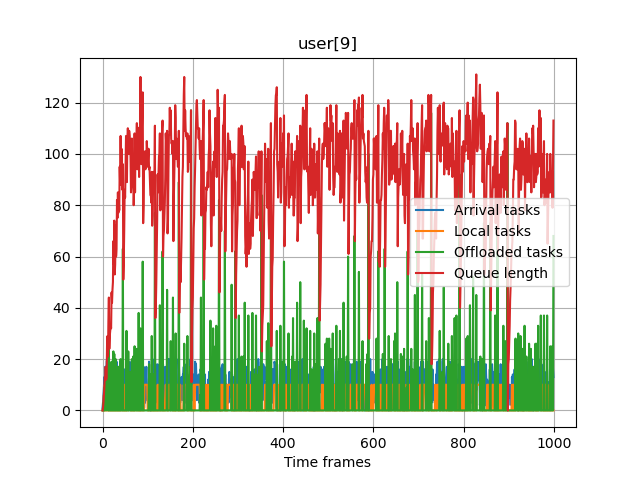 user[9]
120
100
80
60
40
20
0
Arrival tasks
Local tasks
Offloaded tasks
Queue length
0 200 400 600 800 1000
Time frames